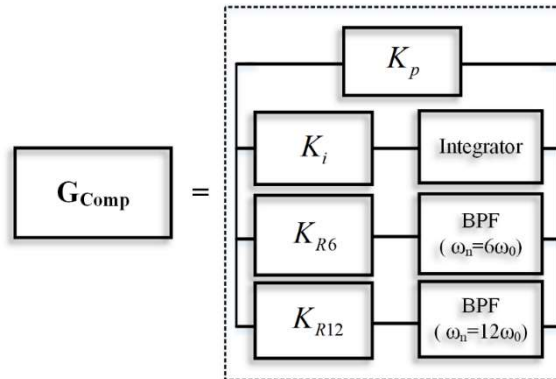 K_p
G_Comp =
K_i Integrator
K_R6 BPF
( ω_n=6ω_0)
K_R12 BPF
( ω_n=12ω_0)